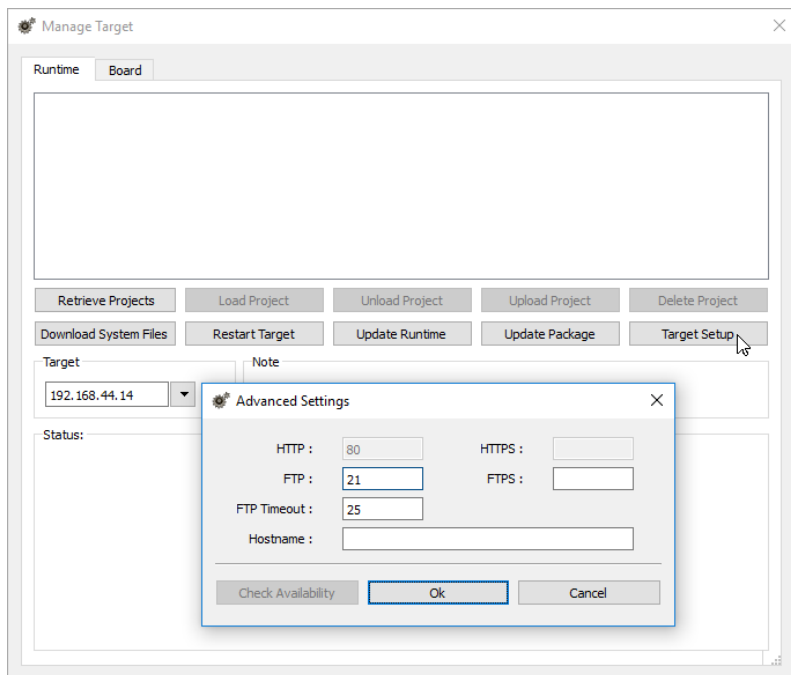 Manage Target
Runtime Board
Retrieve Projects Load Project Unload Project Upload Project Delete Project
Download System Files Restart Target Update Runtime Update Package Target Setup
Target Note
192.168.44.14
Status:
Advanced Settings
HTTP : 80 HTTPS :
FTP : 21 FTPS :
FTP Timeout : 25
Hostname :
Check Availability Ok Cancel